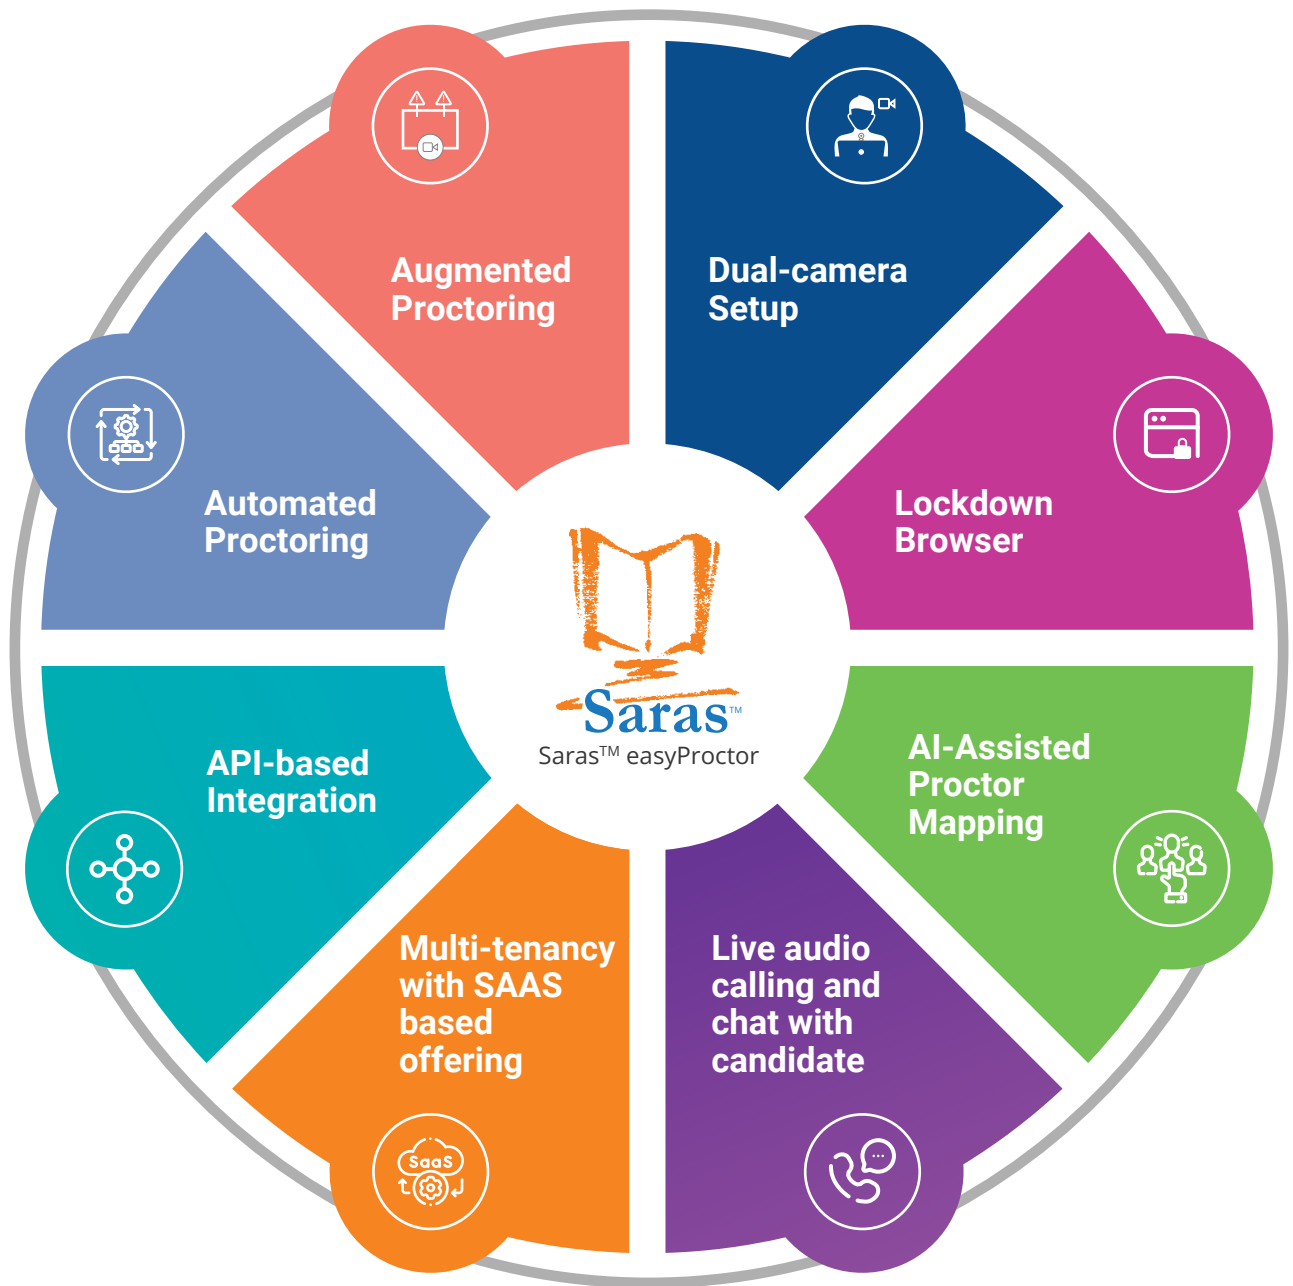 Augmented
Proctoring
Dual-camera
Setup
Automated
Proctoring
Lockdown
Browser
Saras™
Saras™ easyProctor
API-based
Integration
AI-Assisted
Proctor
Mapping
Multi-tenancy
with SAAS
based
offering
Live audio
calling and
chat with
candidate
SaaS